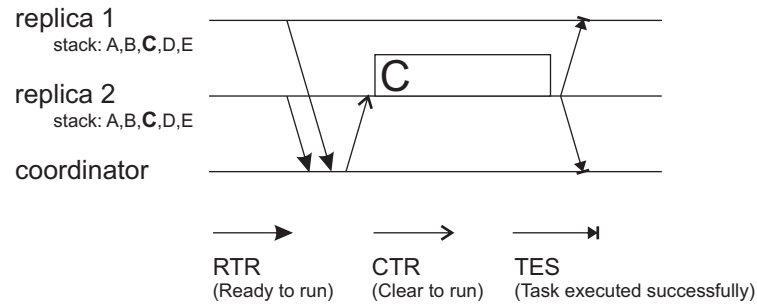 replica 1
stack: A,B,C,D,E
C
replica 2
stack: A,B,C,D,E
coordinator
RTR CTR TES
(Ready to run) (Clear to run) (Task executed successfully)